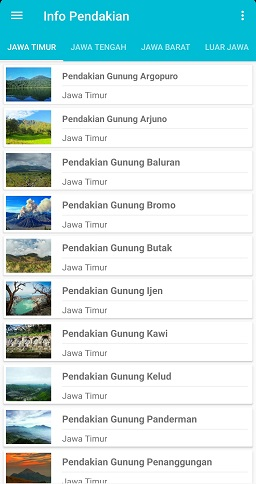 Info Pendakian
JAWA TIMUR JAWA TENGAH JAWA BARAT LUAR JAWA
Pendakian Gunung Argopuro
Jawa Timur
Pendakian Gunung Arjuno
Jawa Timur
Pendakian Gunung Baluran
Jawa Timur
Pendakian Gunung Bromo
Jawa Timur
Pendakian Gunung Butak
Jawa Timur
Pendakian Gunung Ijen
Jawa Timur
Pendakian Gunung Kawi
Jawa Timur
Pendakian Gunung Kelud
Jawa Timur
Pendakian Gunung Panderman
Jawa Timur
Pendakian Gunung Penanggungan
Jawa Timur